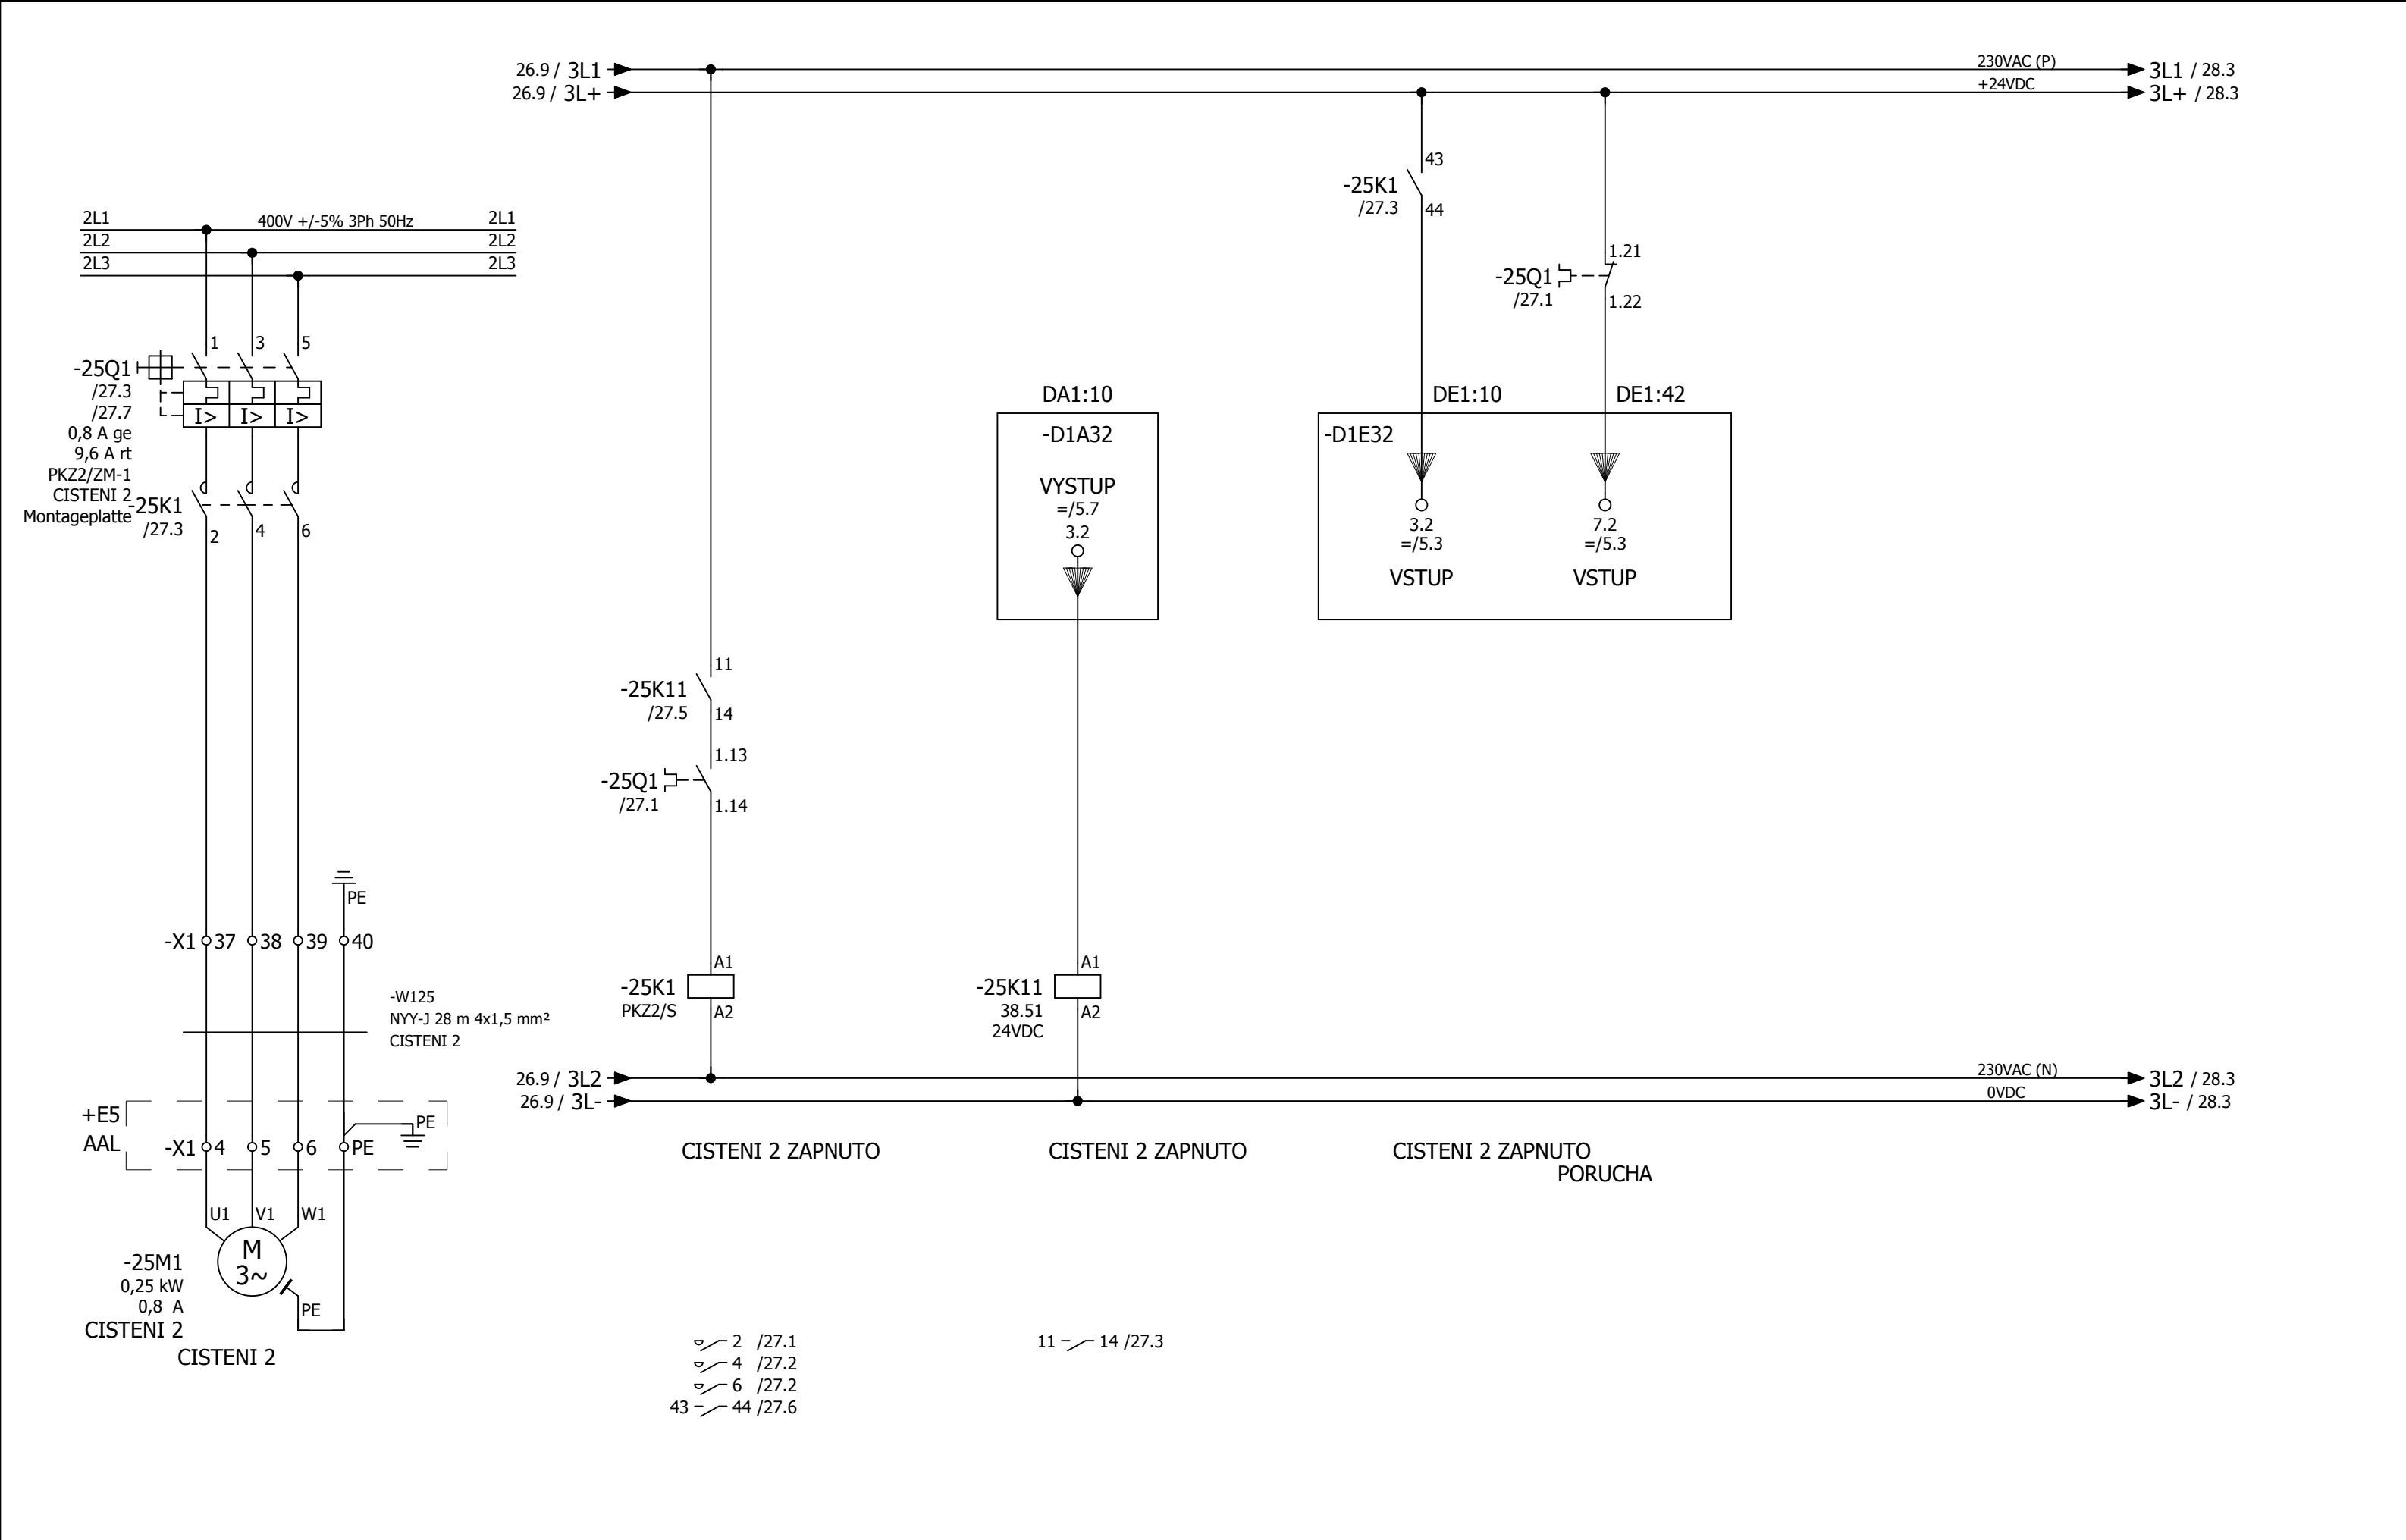 26.9 / 3L1
230VAC (P)
3L1 / 28.3
26.9 / 3L+
+24VDC
3L+ / 28.3
2L1 400V +/-5% 3Ph 50Hz 2L1
2L2 2L2
2L3 2L3
1 3 5
-25Q1
/27.3
/27.7
0,8 A ge
9,6 A rt
PKZ2/ZM-1
CISTENI 2
Montageplatte
I> I> I>
-25K1
/27.3
2 4 6
PE
-X1 37 38 39 40
-W125
NYY-J 28 m 4x1,5 mm²
CISTENI 2
+E5
AAL
PE
-X1 4 5 6 PE
U1 V1 W1
M
3~
-25M1
0,25 kW
0,8 A
CISTENI 2
PE
CISTENI 2
11
-25K11
/27.5
14
1.13
-25Q1
/27.1
1.14
A1
-25K1
PKZ2/S
A2
DA1:10
-D1A32
VYSTUP
=/5.7
3.2
A1
-25K11
38.51
24VDC
A2
43
-25K1
/27.3
44
1.21
-25Q1
/27.1
1.22
DE1:10 DE1:42
-D1E32
3.2 7.2
=/5.3 =/5.3
VSTUP VSTUP
26.9 / 3L2
230VAC (N)
3L2 / 28.3
26.9 / 3L-
0VDC
3L- / 28.3
CISTENI 2 ZAPNUTO CISTENI 2 ZAPNUTO CISTENI 2 ZAPNUTO
PORUCHA
2 /27.1
4 /27.2
6 /27.2
43 44 /27.6
11 14 /27.3